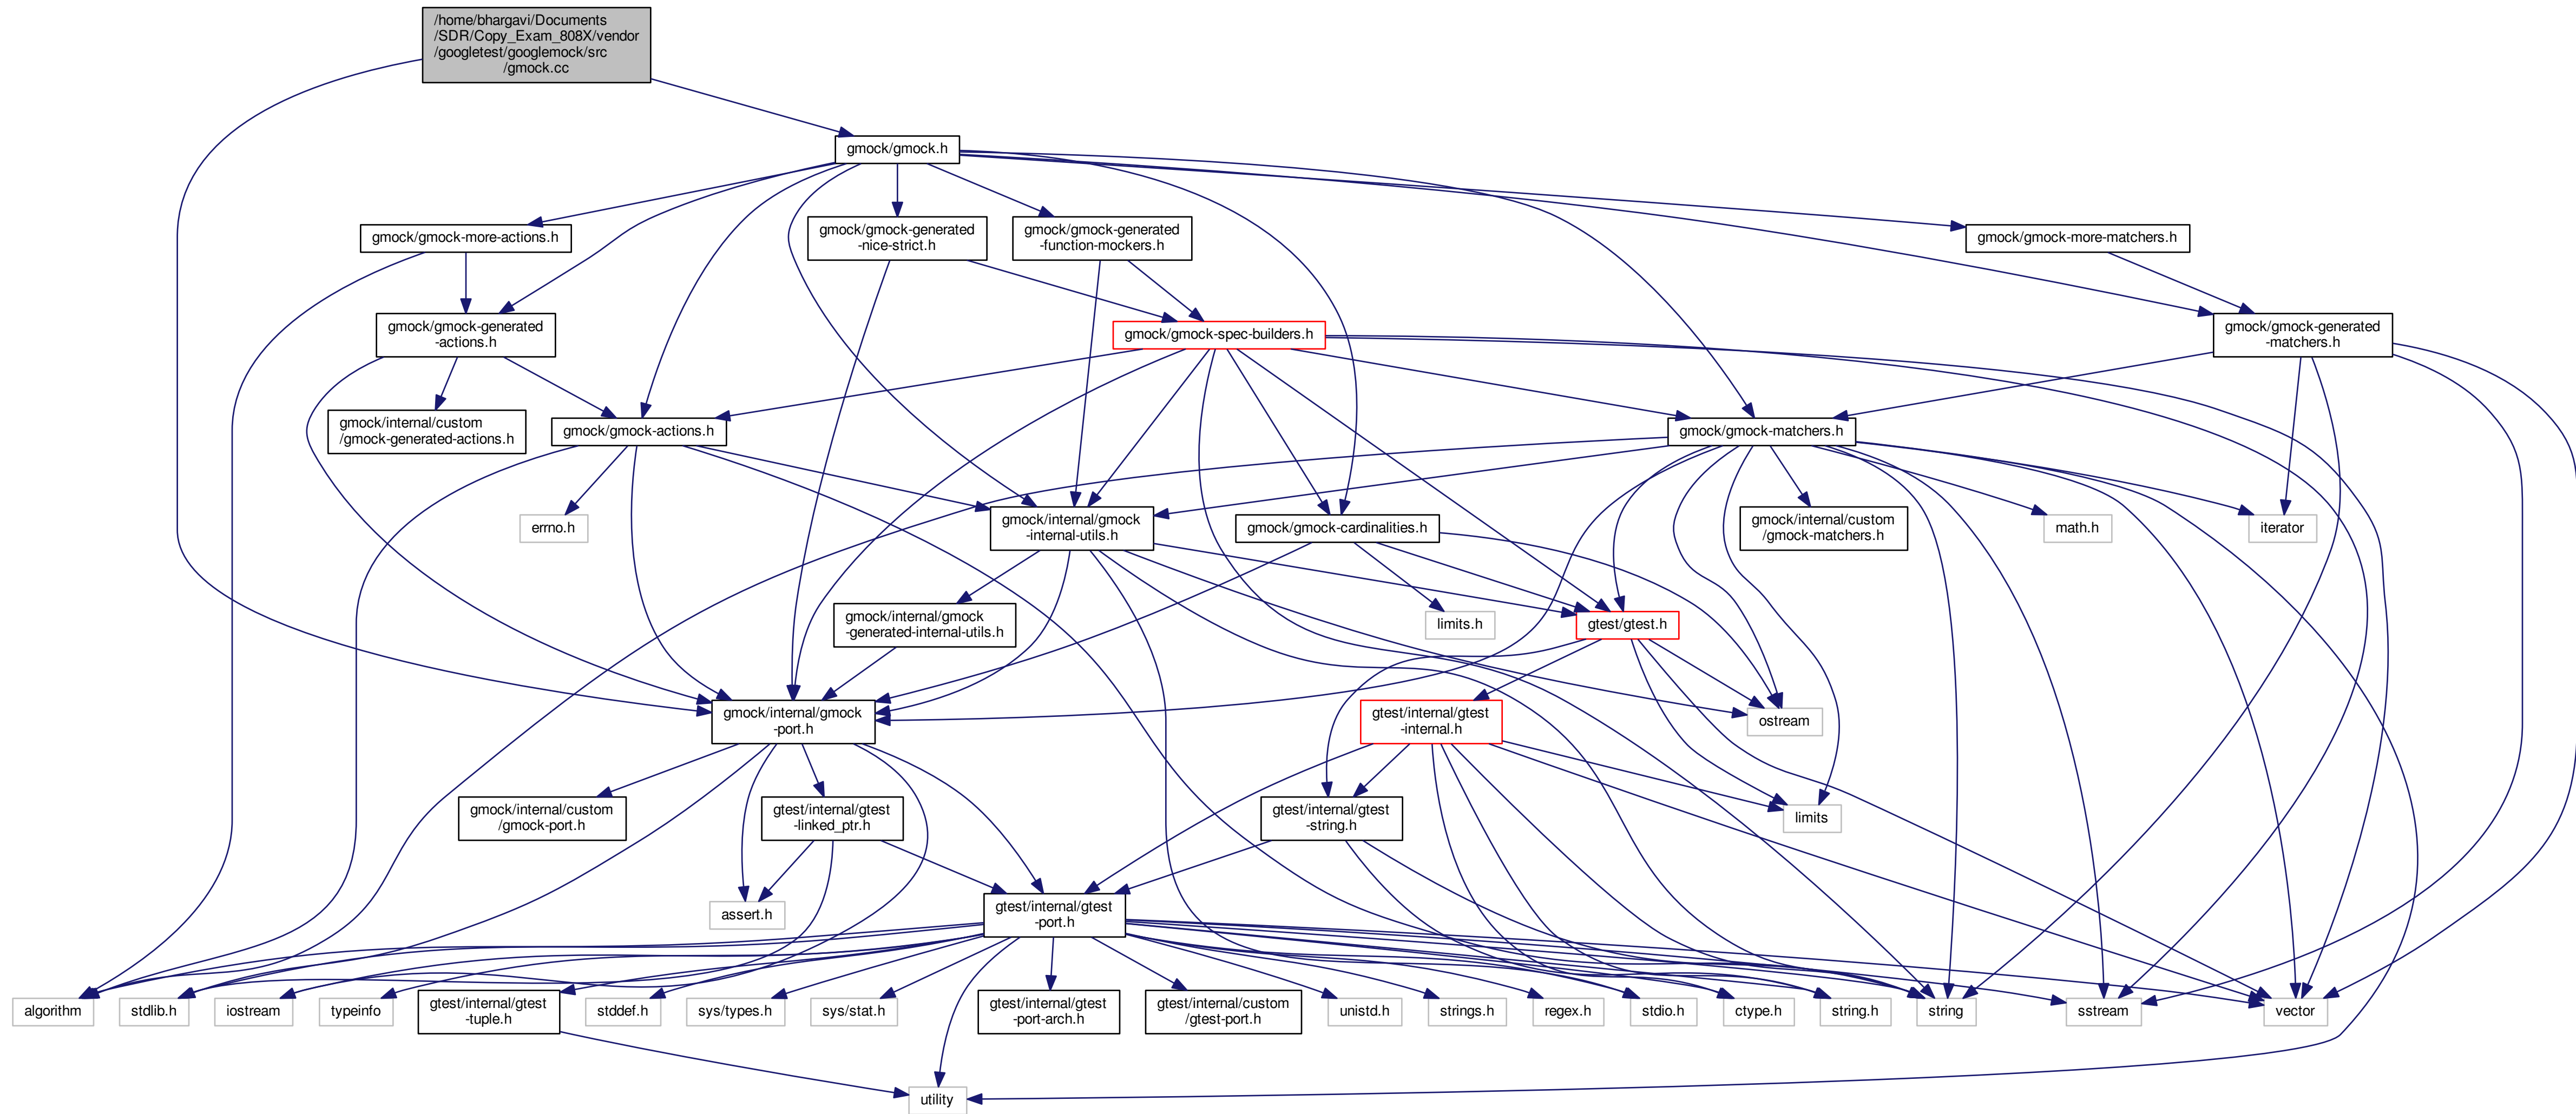 /home/bhargavi/Documents
/SDR/Copy_Exam_808X/vendor
/googletest/googlemock/src
/gmock.cc
gmock/gmock.h
gmock/gmock-more-actions.h
gmock/gmock-generated
-nice-strict.h
gmock/gmock-generated
-function-mockers.h
gmock/gmock-more-matchers.h
gmock/gmock-generated
-actions.h
gmock/gmock-spec-builders.h
gmock/gmock-generated
-matchers.h
gmock/internal/custom
/gmock-generated-actions.h
gmock/gmock-actions.h
gmock/gmock-matchers.h
errno.h
gmock/internal/gmock
-internal-utils.h
gmock/gmock-cardinalities.h
gmock/internal/custom
/gmock-matchers.h
math.h
iterator
gmock/internal/gmock
-generated-internal-utils.h
limits.h
gtest/gtest.h
gmock/internal/gmock
-port.h
gtest/internal/gtest
-internal.h
ostream
gmock/internal/custom
/gmock-port.h
gtest/internal/gtest
-linked_ptr.h
gtest/internal/gtest
-string.h
limits
assert.h
gtest/internal/gtest
-port.h
algorithm
stdlib.h
iostream
typeinfo
gtest/internal/gtest
-tuple.h
stddef.h
sys/types.h
sys/stat.h
gtest/internal/gtest
-port-arch.h
gtest/internal/custom
/gtest-port.h
unistd.h
strings.h
regex.h
stdio.h
ctype.h
string.h
string
sstream
vector
utility